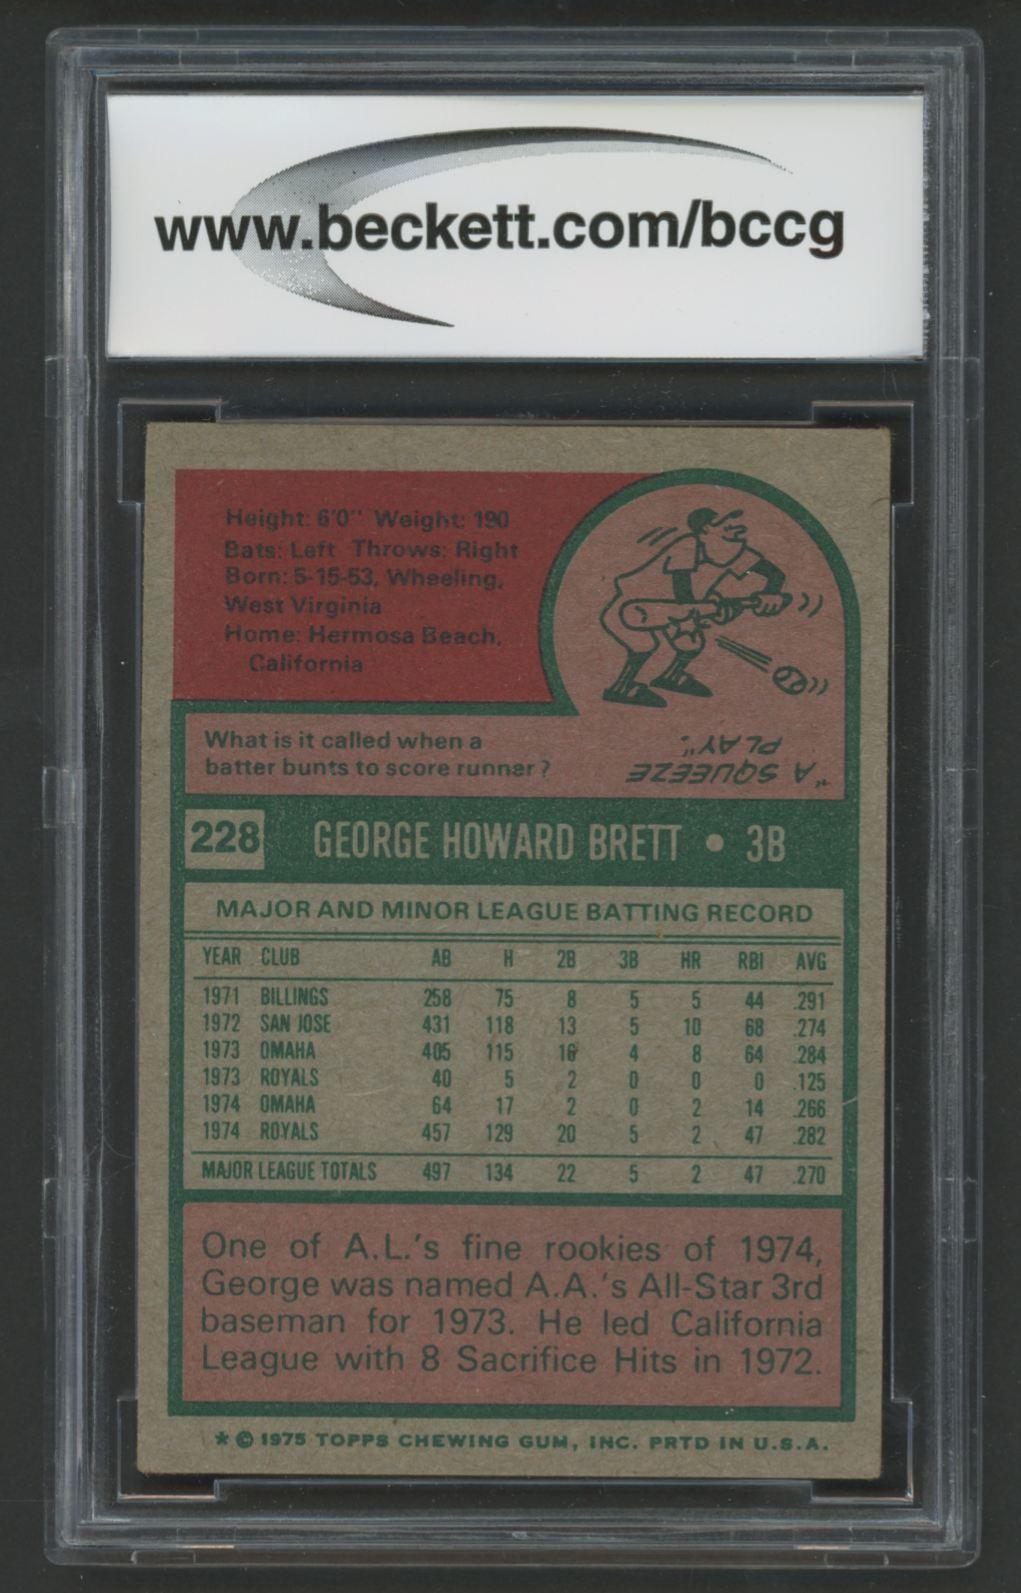 www.beckett.com/bccg
Height: 6'0" Weight: 190
Bats: Left Throws: Right
Born: 5-15-53, Wheeling,
West Virginia
Home: Hermosa Beach,
California
What is it called when a
batter bunts to score runner?
"A SQUEEZE
PLAY".
228 GEORGE HOWARD BRETT • 3B
MAJOR AND MINOR LEAGUE BATTING RECORD
YEAR CLUB AB H 2B 3B HR RBI AVG
1971 BILLINGS 258 75 8 5 5 44 .291
1972 SAN JOSE 431 118 13 5 10 68 .274
1973 OMAHA 405 115 16 4 8 64 .284
1973 ROYALS 40 5 2 0 0 0 .125
1974 OMAHA 64 17 2 0 2 14 .266
1974 ROYALS 457 129 20 5 2 47 .282
MAJOR LEAGUE TOTALS 497 134 22 5 2 47 .270
One of A.L.'s fine rookies of 1974,
George was named A.A.'s All-Star 3rd
baseman for 1973. He led California
League with 8 Sacrifice Hits in 1972.
* © 1975 TOPPS CHEWING GUM, INC. PRTD IN U.S.A.